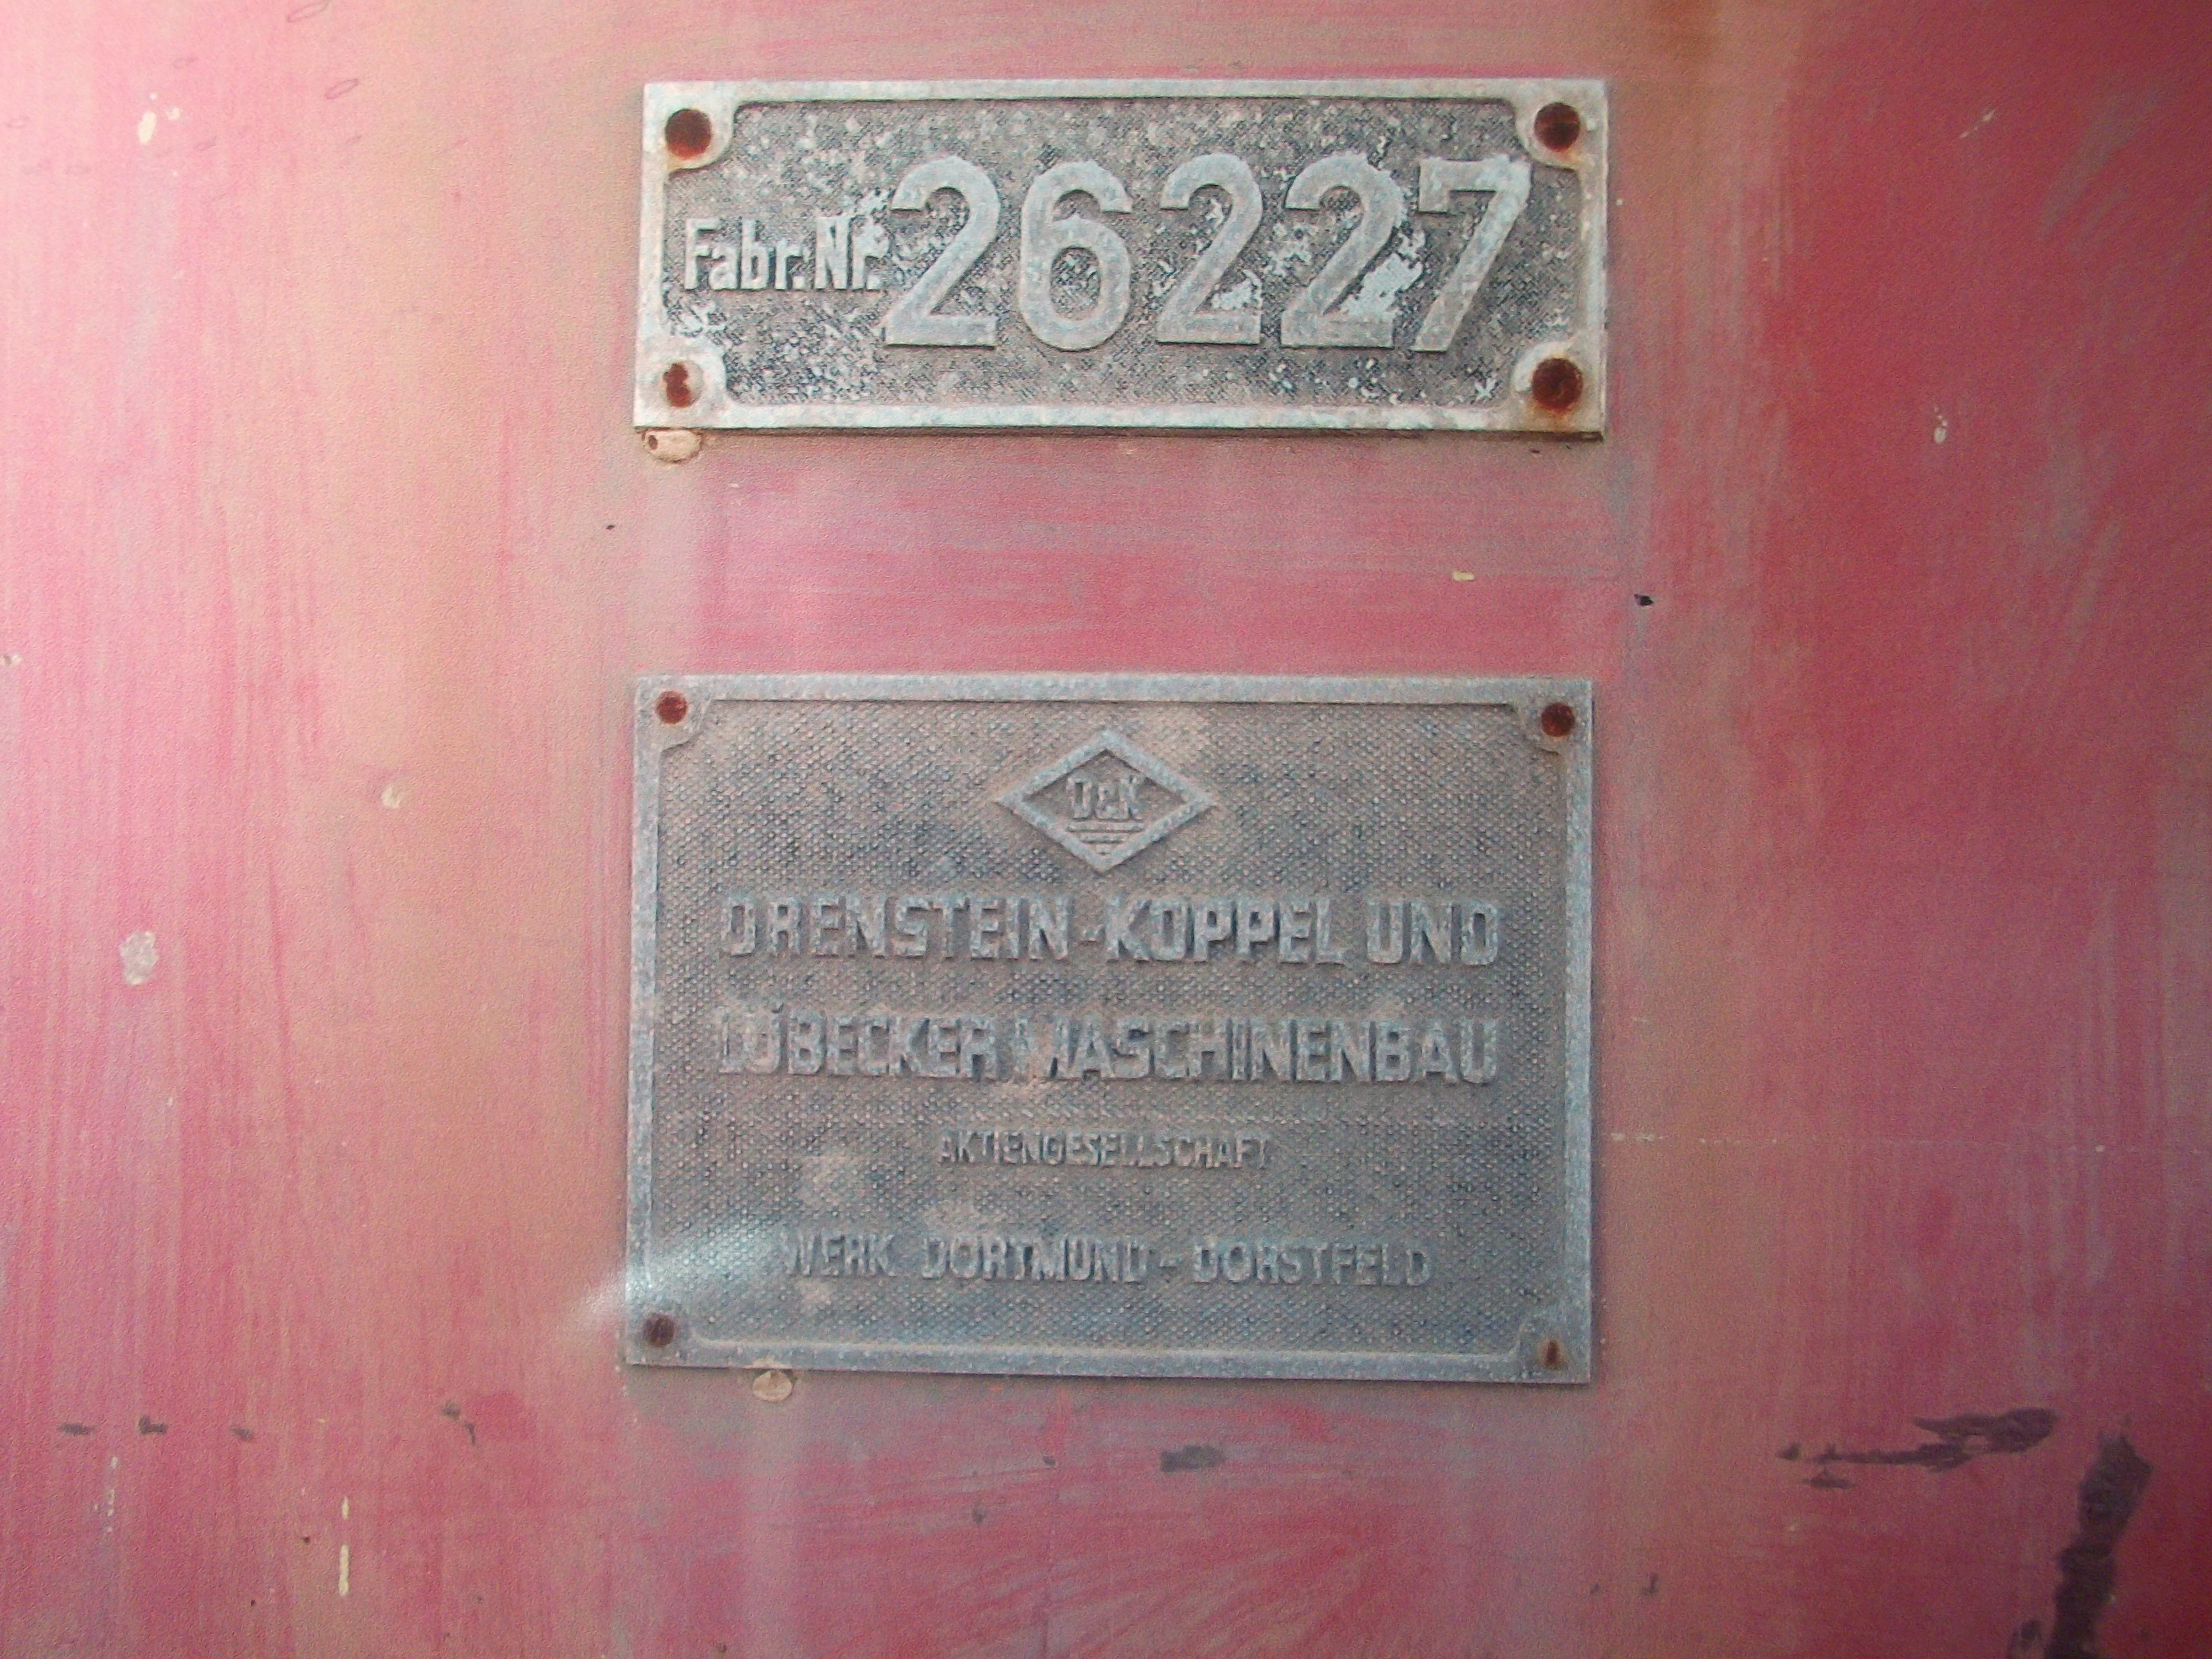 Fabr.Nr. 26227
O&K
ORENSTEIN-KOPPEL UND
LÜBECKER MASCHINENBAU
AKTIENGESELLSCHAFT
WERK DORTMUND-DORSTFELD